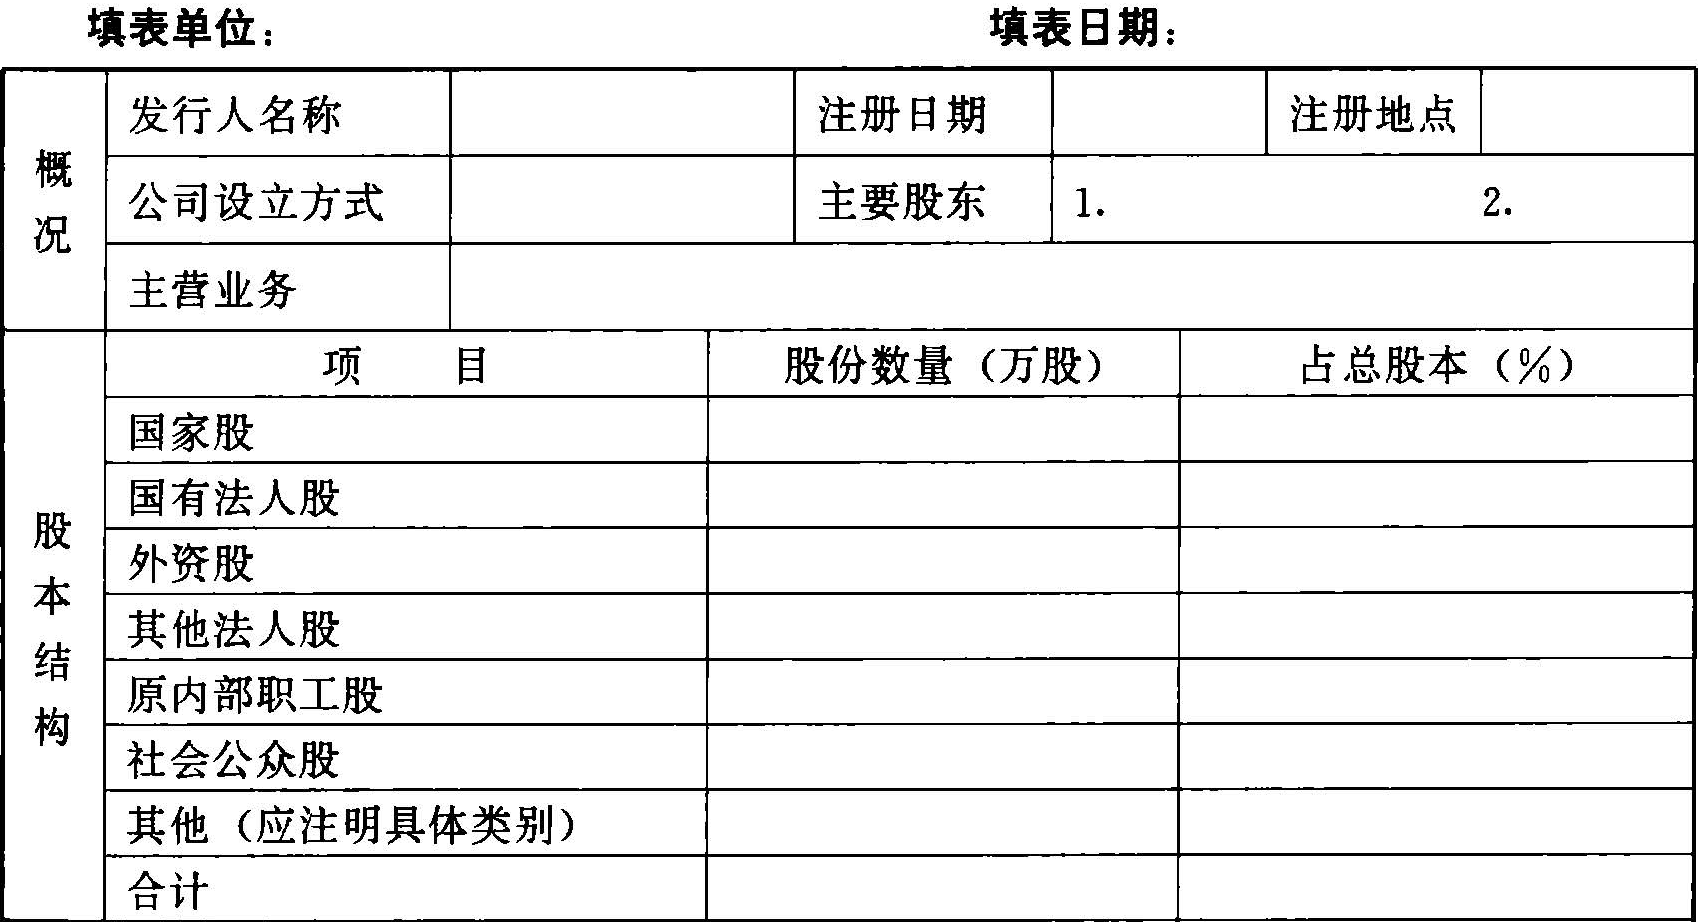 填表单位： 填表日期：
发行人名称 注册日期 注册地点
概况
公司设立方式 主要股东 1. 2.
主营业务
项 目 股份数量（万股） 占总股本（%）
国家股
国有法人股
股本结构
外资股
其他法人股
原内部职工股
社会公众股
其他（应注明具体类别）
合计